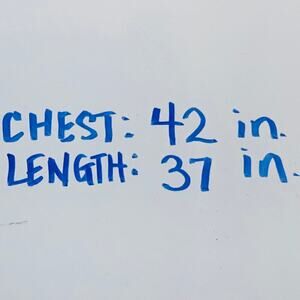 CHEST: 42 in.
LENGTH: 37 in.